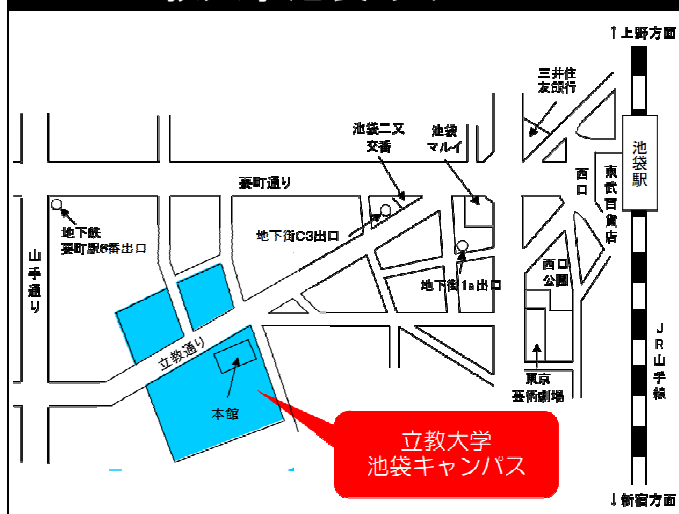 ↑上野方面
三井住
友銀行
池袋二又
交番
池袋
マルイ
池袋駅
西口
東武百貨店
要町通り
地下鉄
要町駅6番出口
地下街C3出口
山手通り
地下街1a出口
西口
公園
立教通り
JR山手線
本館
東京
芸術劇場
立教大学
池袋キャンパス
↓新宿方面